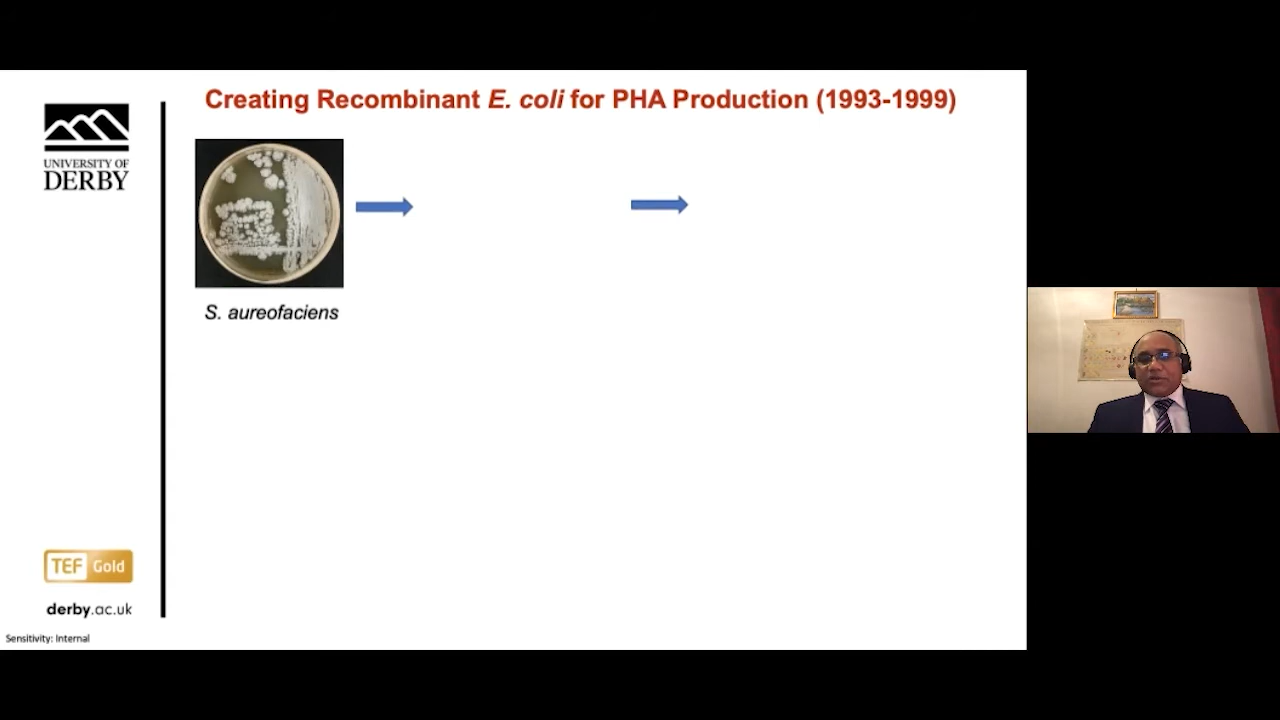 Creating Recombinant E. coli for PHA Production (1993-1999)
UNIVERSITY OF
DERBY
S. aureofaciens
TEF Gold
derby.ac.uk
Sensitivity: Internal